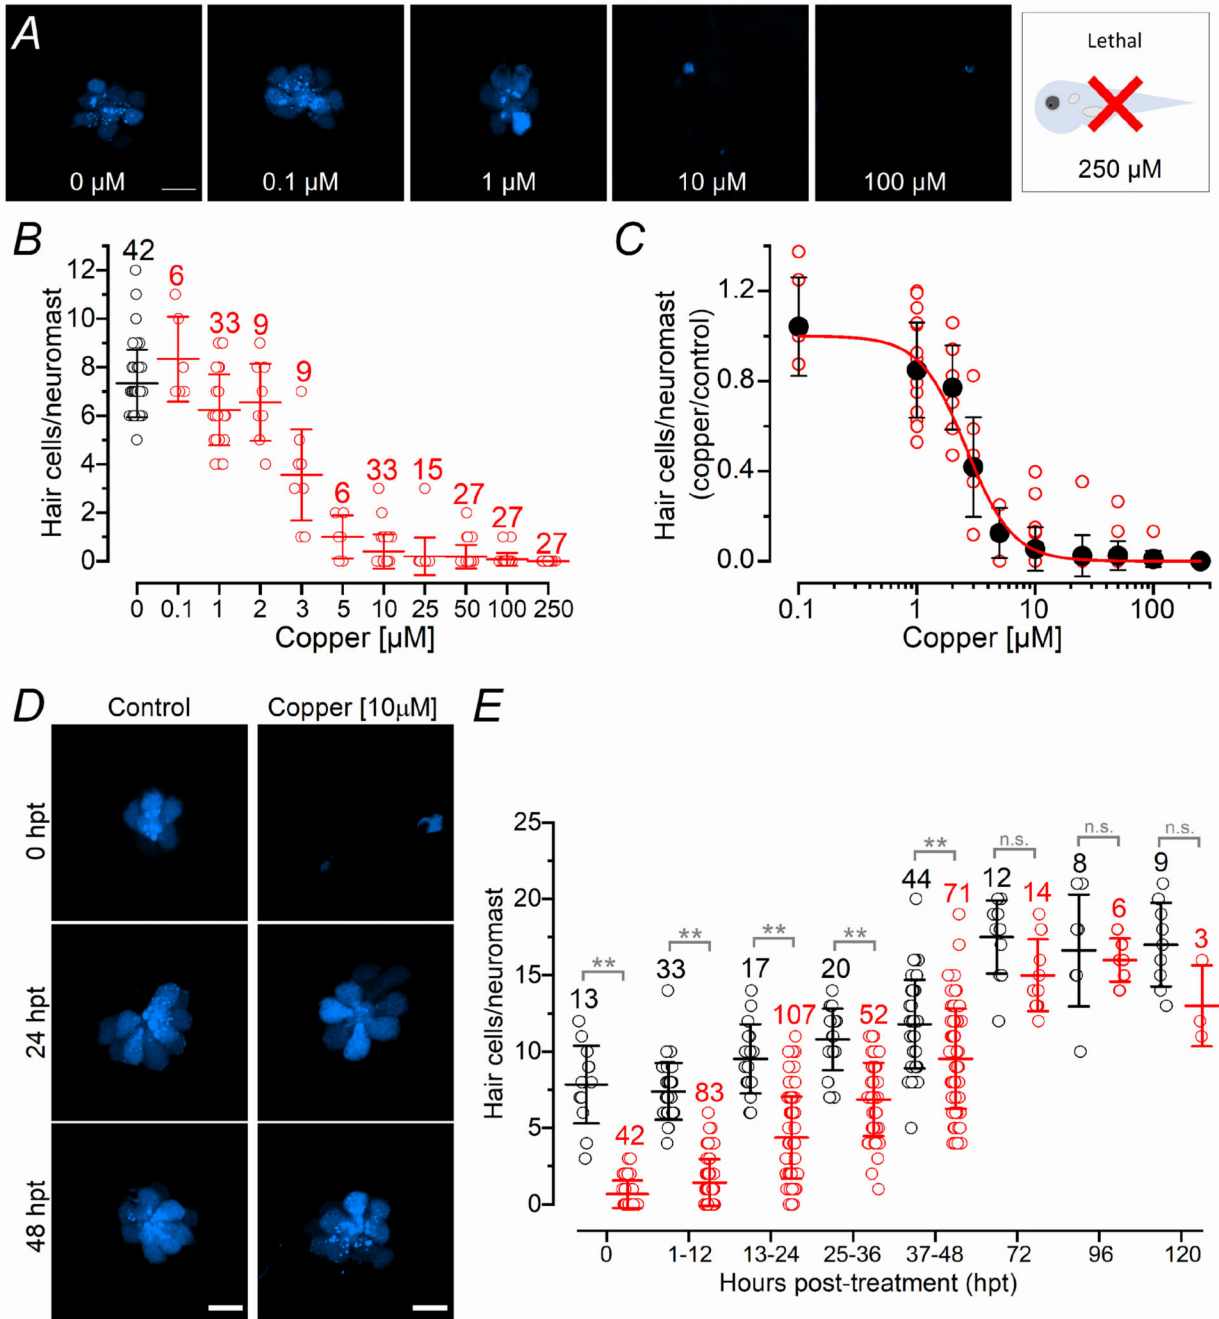 A
0 µM
0.1 µM
1 µM
10 µM
100 µM
Lethal
250 µM
B
Hair cells/neuromast
12
10
8
6
4
2
0
42
6
33
9
9
6
33
15
27
27
27
0 0.1 1 2 3 5 10 25 50 100 250
Copper [µM]
C
Hair cells/neuromast
(copper/control)
1.2
0.8
0.4
0.0
0.1 1 10 100
Copper [µM]
D
Control
Copper [10µM]
0 hpt
24 hpt
48 hpt
E
Hair cells/neuromast
25
20
15
10
5
0
** ** ** ** ** n.s. n.s. n.s.
13 42
33 83
17 107
20 52
44 71
12 14
8 6
9 3
0 1-12 13-24 25-36 37-48 72 96 120
Hours post-treatment (hpt)